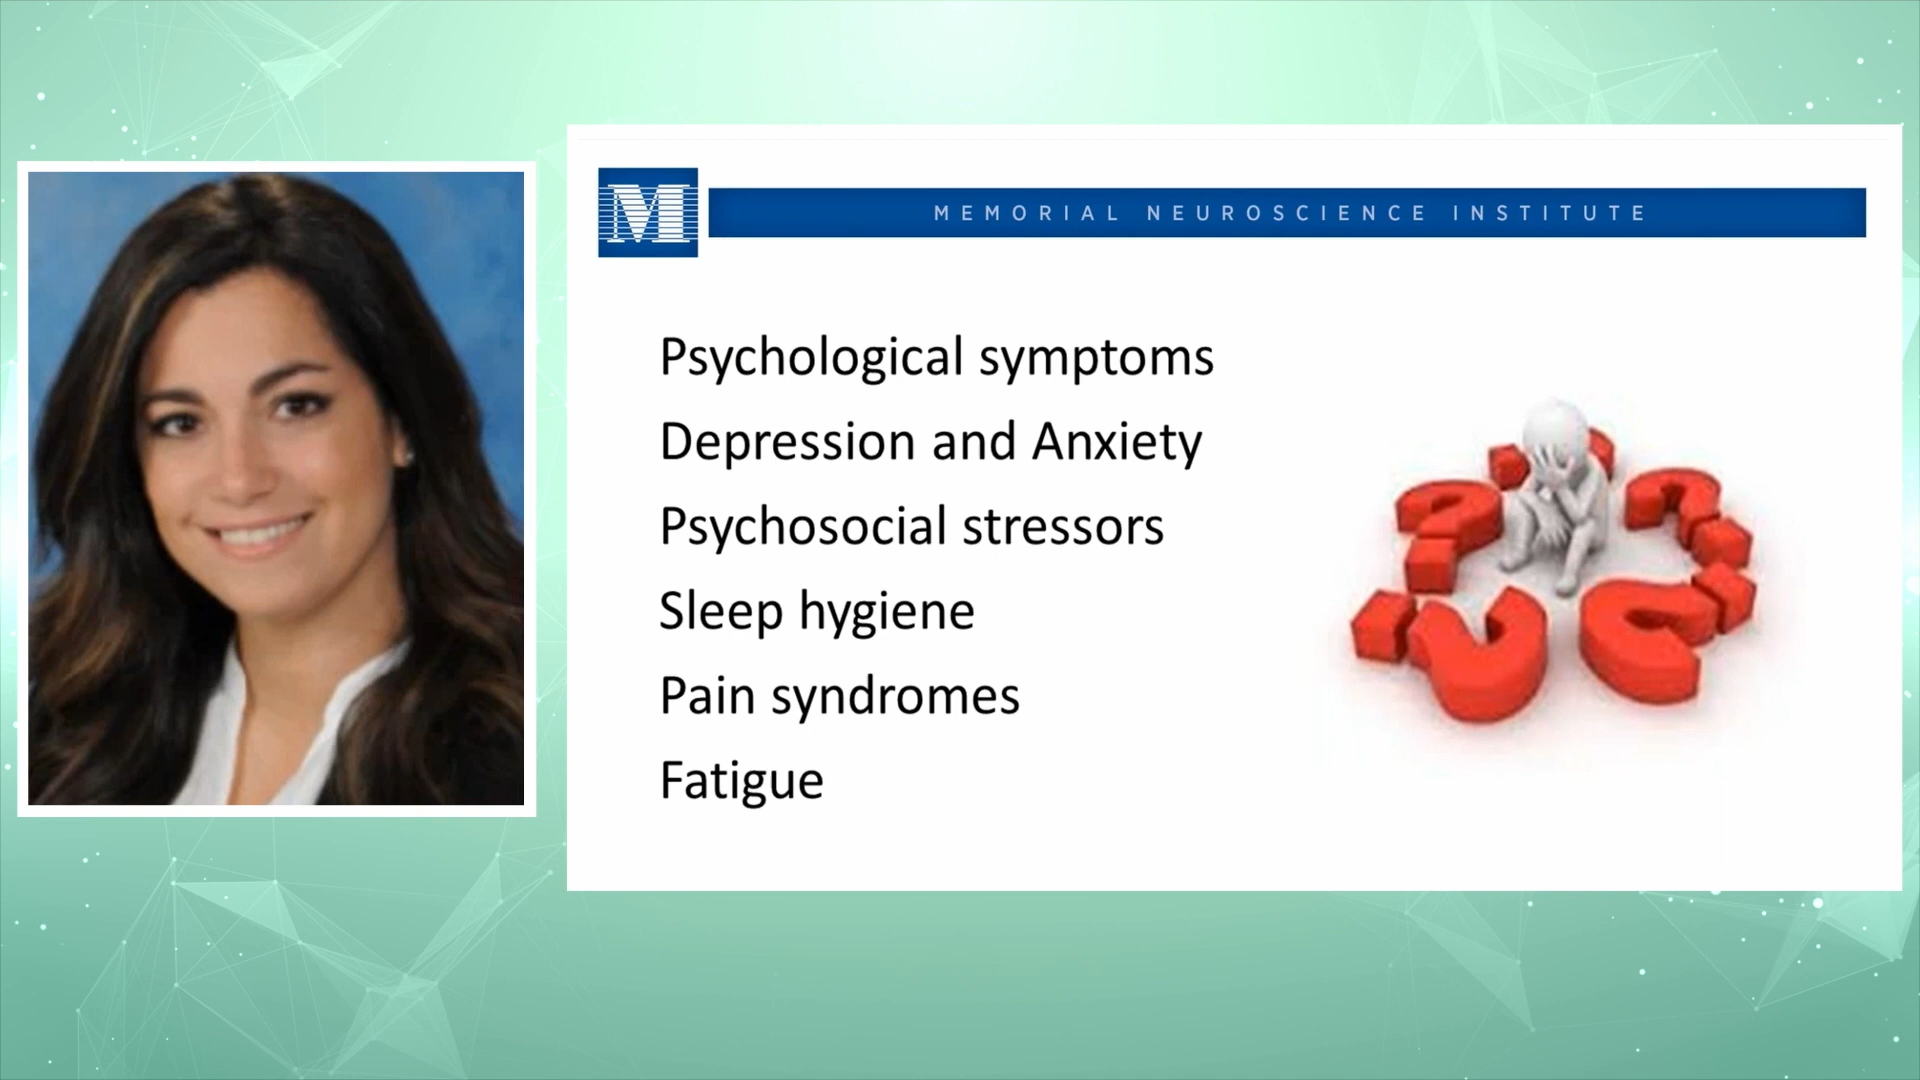 M
MEMORIAL NEUROSCIENCE INSTITUTE
Psychological symptoms
Depression and Anxiety
Psychosocial stressors
Sleep hygiene
Pain syndromes
Fatigue